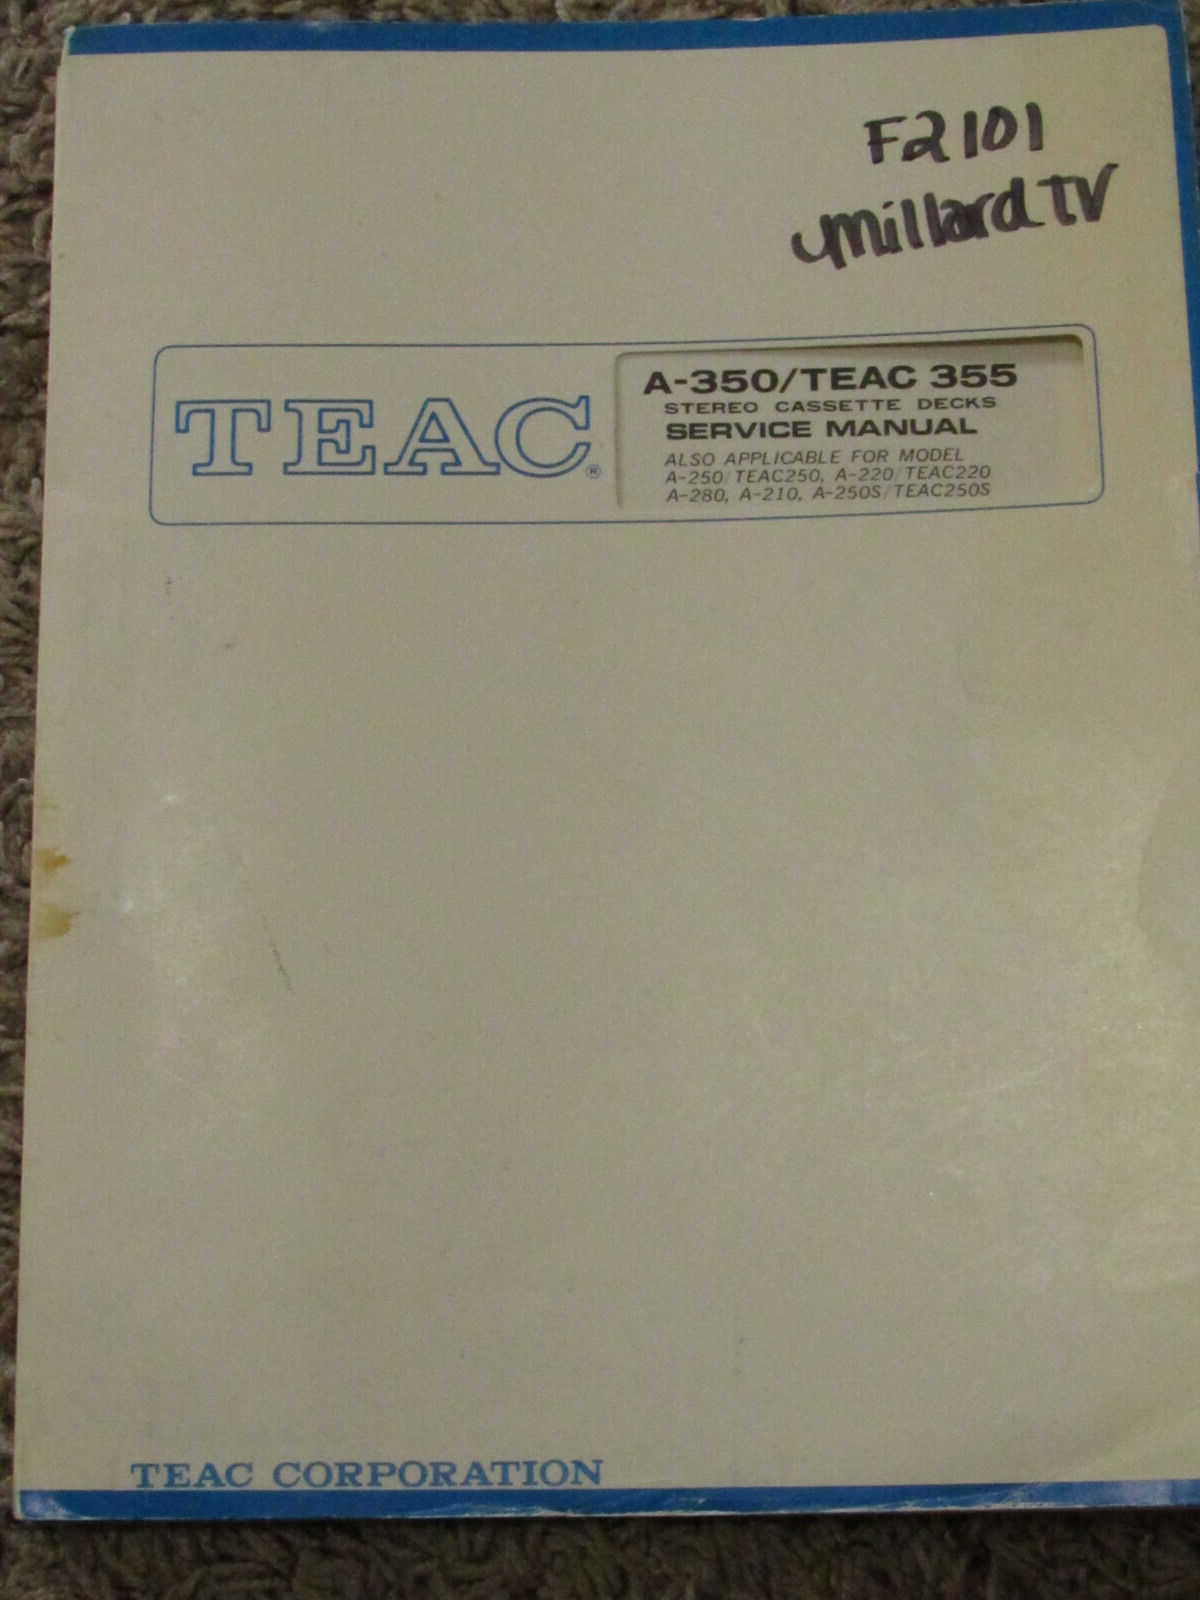 F2101
Millard TV
TEAC®
A-350/TEAC 355
STEREO CASSETTE DECKS
SERVICE MANUAL
ALSO APPLICABLE FOR MODEL
A-250/TEAC250, A-220/TEAC220
A-280, A-210, A-250S/TEAC250S
TEAC CORPORATION